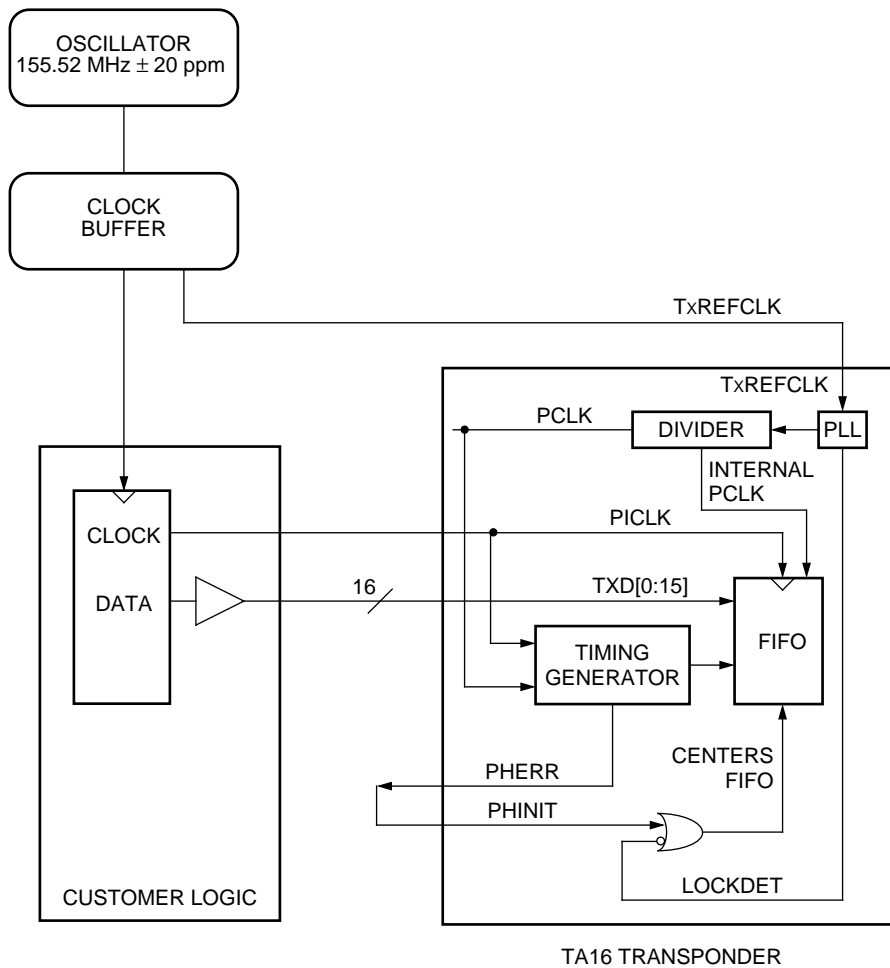 OSCILLATOR
155.52 MHz ± 20 ppm
CLOCK
BUFFER
TxREFCLK
TxREFCLK
PCLK
DIVIDER
PLL
INTERNAL
PCLK
CLOCK
PICLK
DATA
16
TXD[0:15]
FIFO
TIMING
GENERATOR
PHERR
CENTERS
FIFO
PHINIT
LOCKDET
CUSTOMER LOGIC
TA16 TRANSPONDER